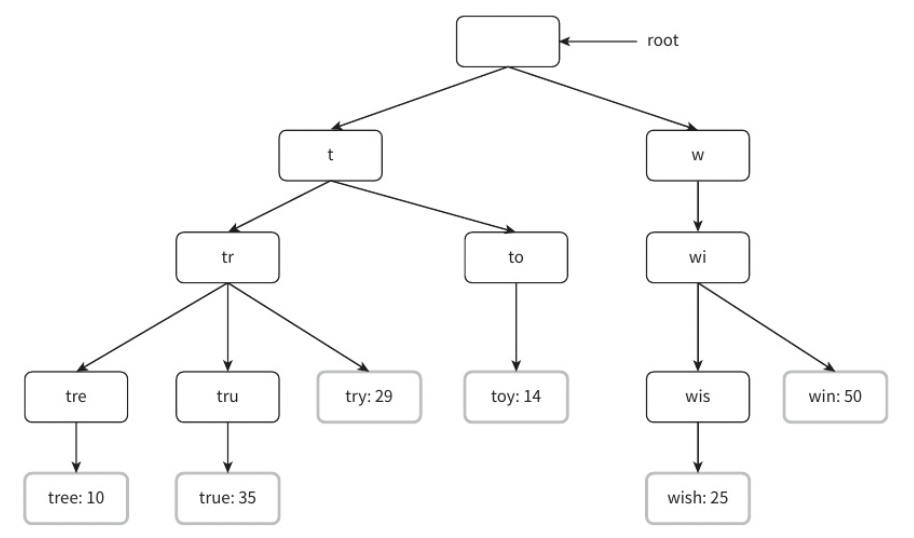 root
t
w
tr
to
wi
tre
tru
try: 29
toy: 14
wis
win: 50
tree: 10
true: 35
wish: 25